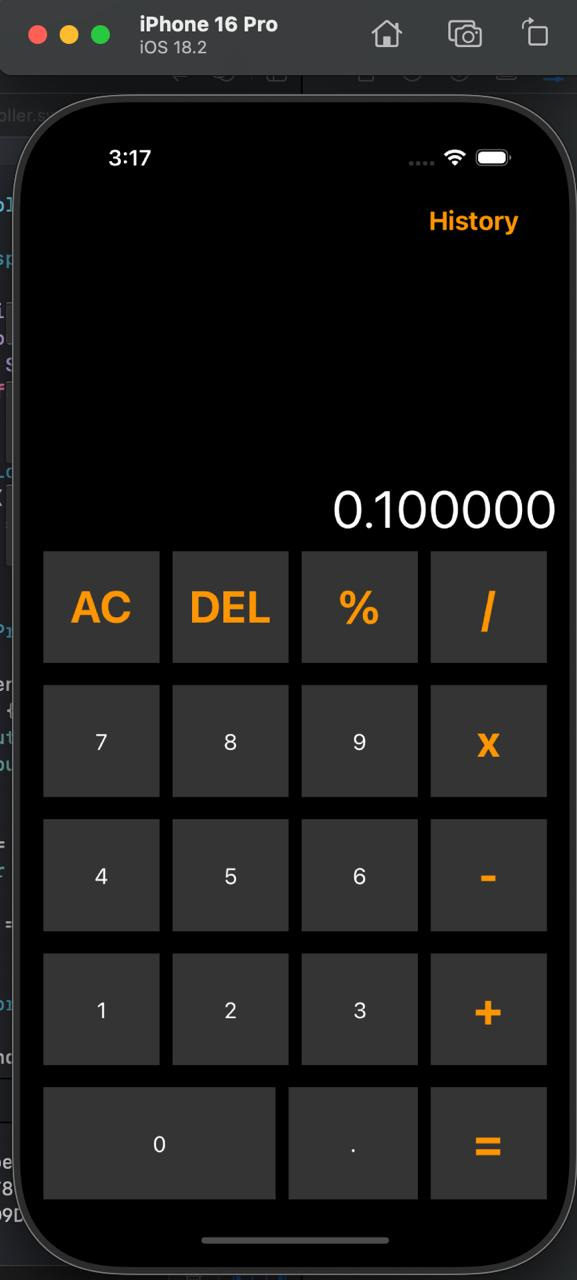 iPhone 16 Pro
iOS 18.2
3:17
History
0.100000
AC DEL % /
7 8 9 x
4 5 6 -
1 2 3 +
0 . =